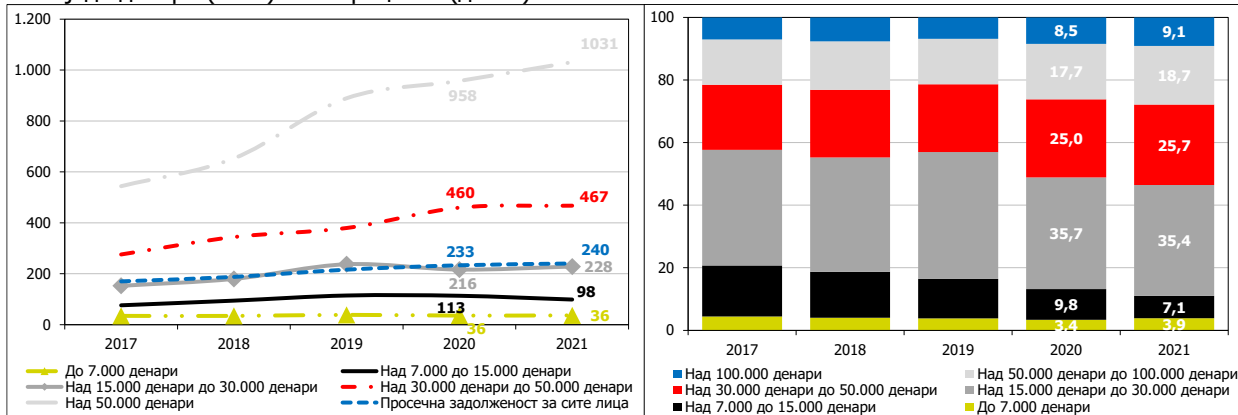 1.200
1.000
800
600
400
200
0
1031
958
460
467
233
240
216
228
113
98
36
36
2017 2018 2019 2020 2021
До 7.000 денари
Над 7.000 до 15.000 денари
Над 15.000 денари до 30.000 денари
Над 30.000 денари до 50.000 денари
Над 50.000 денари
Просечна задолженост за сите лица
100
80
60
40
20
0
8,5 9,1
17,7 18,7
25,0 25,7
35,7 35,4
9,8 7,1
3,4 3,9
2017 2018 2019 2020 2021
Над 100.000 денари
Над 50.000 денари до 100.000 денари
Над 30.000 денари до 50.000 денари
Над 15.000 денари до 30.000 денари
Над 7.000 до 15.000 денари
До 7.000 денари